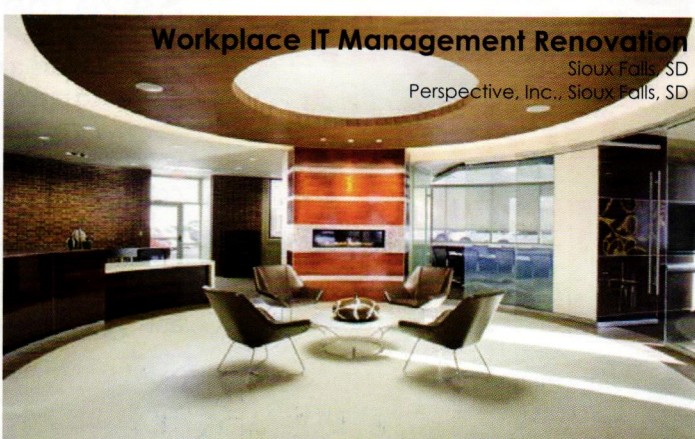 Workplace IT Management Renovation
Sioux Falls, SD
Perspective, Inc., Sioux Falls, SD